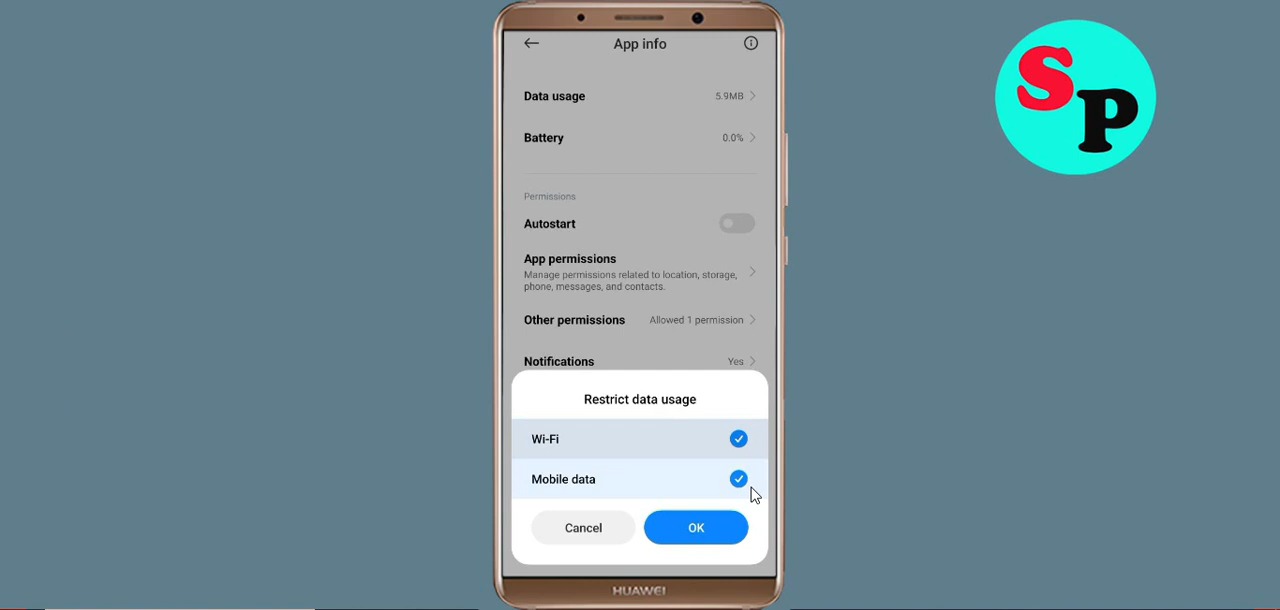 App info
Data usage 5.9MB
Battery 0.0%
Permissions
Autostart
App permissions
Manage permissions related to location, storage,
phone, messages, and contacts.
Other permissions Allowed 1 permission
Notifications Yes
Restrict data usage
Wi-Fi
Mobile data
Cancel OK
HUAWEI
SP